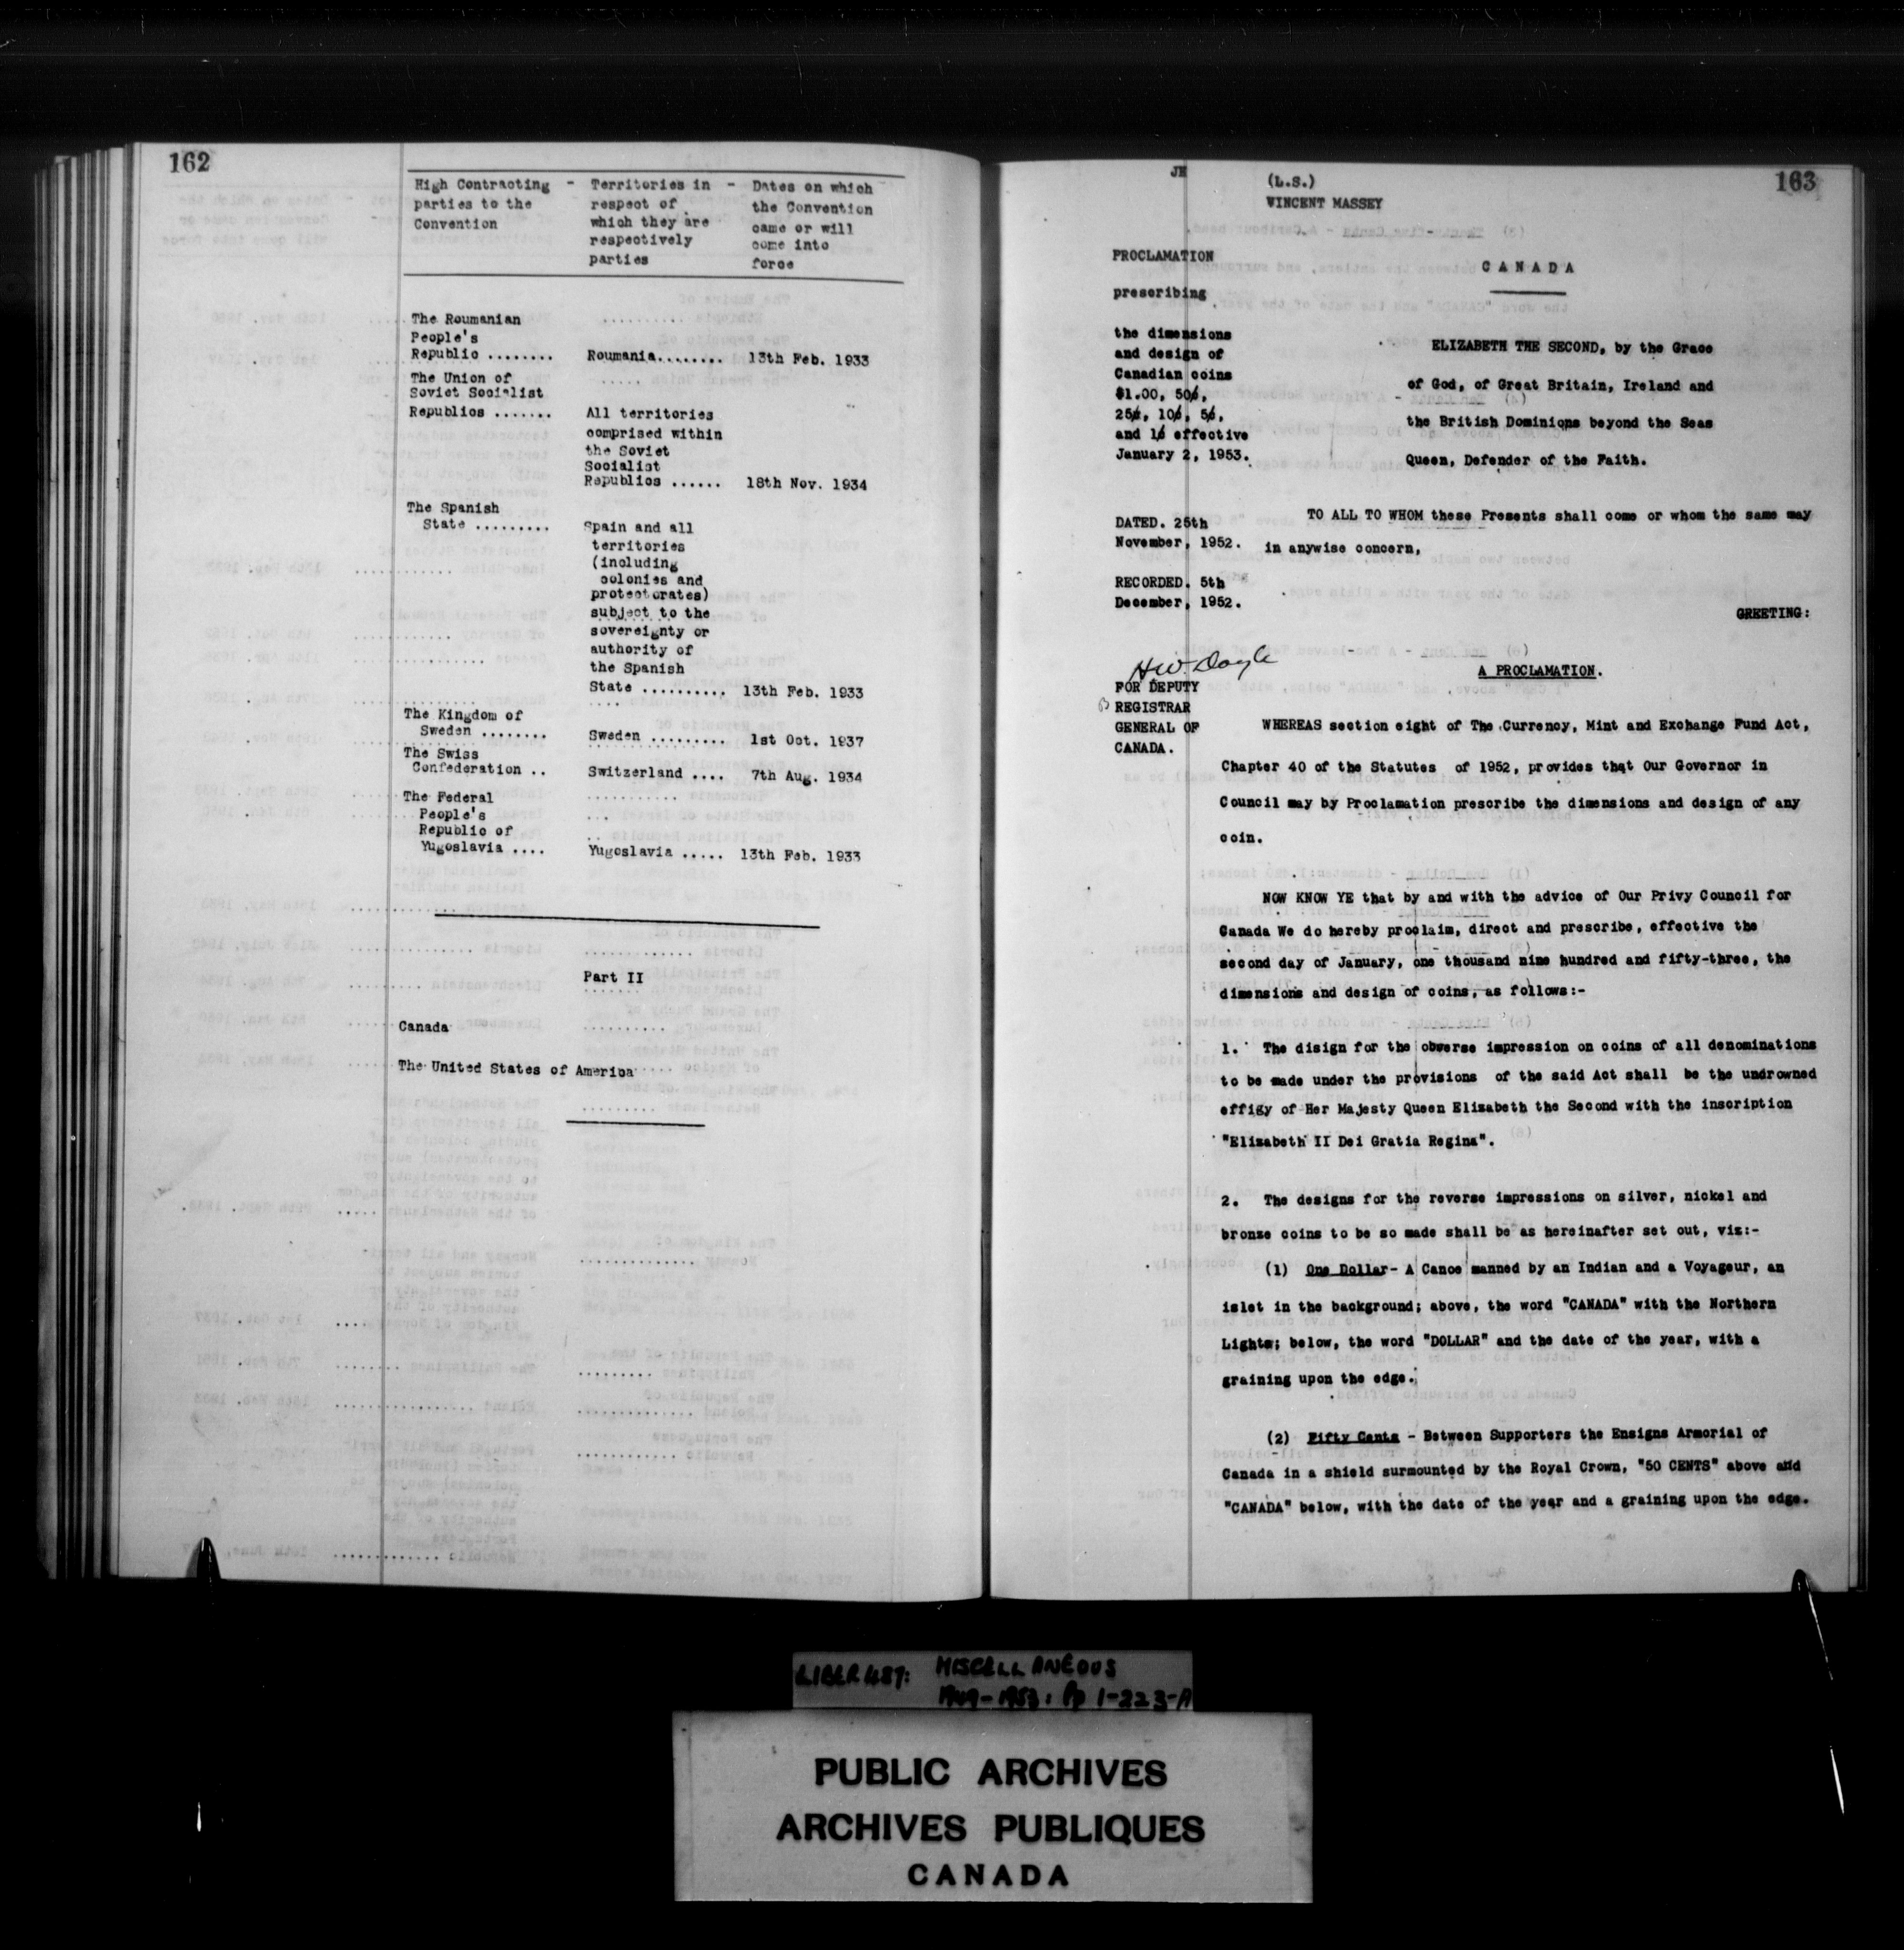 162
High Contracting - Territories in - Dates on which
parties to the respect of the Convention
Convention which they are came or will
respectively come into
parties force
The Roumanian
People's
Republic ........ Roumania........ 13th Feb. 1933
The Union of
Soviet Socialist
Republics ....... All territories
comprised within
the Soviet
Socialist
Republics ...... 18th Nov. 1934
The Spanish
State ......... Spain and all
territories
(including
colonies and
protectorates)
subject to the
sovereignty or
authority of
the Spanish
State .......... 13th Feb. 1933
The Kingdom of
Sweden ........ Sweden ......... 1st Oct. 1937
The Swiss
Confederation .. Switzerland .... 7th Aug. 1934
The Federal
People's
Republic of
Yugoslavia .... Yugoslavia ..... 13th Feb. 1933
Part II
Canada
The United States of America
163
JH
(L.S.)
VINCENT MASSEY
PROCLAMATION
prescribing
the dimensions
and design of
Canadian coins
$1.00, 50¢,
25¢, 10¢, 5¢,
and 1¢ effective
January 2, 1953.
DATED. 25th
November, 1952.
RECORDED. 5th
December, 1952.
HW. Doyle
FOR DEPUTY
REGISTRAR
GENERAL OF
CANADA.
CANADA
ELIZABETH THE SECOND, by the Grace
of God, of Great Britain, Ireland and
the British Dominions beyond the Seas
Queen, Defender of the Faith.
TO ALL TO WHOM these Presents shall come or whom the same may
in anywise concern,
GREETING:
A PROCLAMATION.
WHEREAS section eight of The Currency, Mint and Exchange Fund Act,
Chapter 40 of the Statutes of 1952, provides that Our Governor in
Council may by Proclamation prescribe the dimensions and design of any
coin.
NOW KNOW YE that by and with the advice of Our Privy Council for
Canada We do hereby proclaim, direct and prescribe, effective the
second day of January, one thousand nine hundred and fifty-three, the
dimensions and design of coins, as follows:-
1. The disign for the obverse impression on coins of all denominations
to be made under the provisions of the said Act shall be the undrowned
effigy of Her Majesty Queen Elizabeth the Second with the inscription
"Elizabeth II Dei Gratia Regina".
2. The designs for the reverse impressions on silver, nickel and
bronze coins to be so made shall be as hereinafter set out, viz:-
(1) One Dollar- A Canoe manned by an Indian and a Voyageur, an
islet in the background; above, the word "CANADA" with the Northern
Lights; below, the word "DOLLAR" and the date of the year, with a
graining upon the edge.
(2) Fifty Cents - Between Supporters the Ensigns Armorial of
Canada in a shield surmounted by the Royal Crown, "50 CENTS" above and
"CANADA" below, with the date of the year and a graining upon the edge.
LIBER 487: MISCELLANEOUS
1949-1953: Pp 1-223-A
PUBLIC ARCHIVES
ARCHIVES PUBLIQUES
CANADA